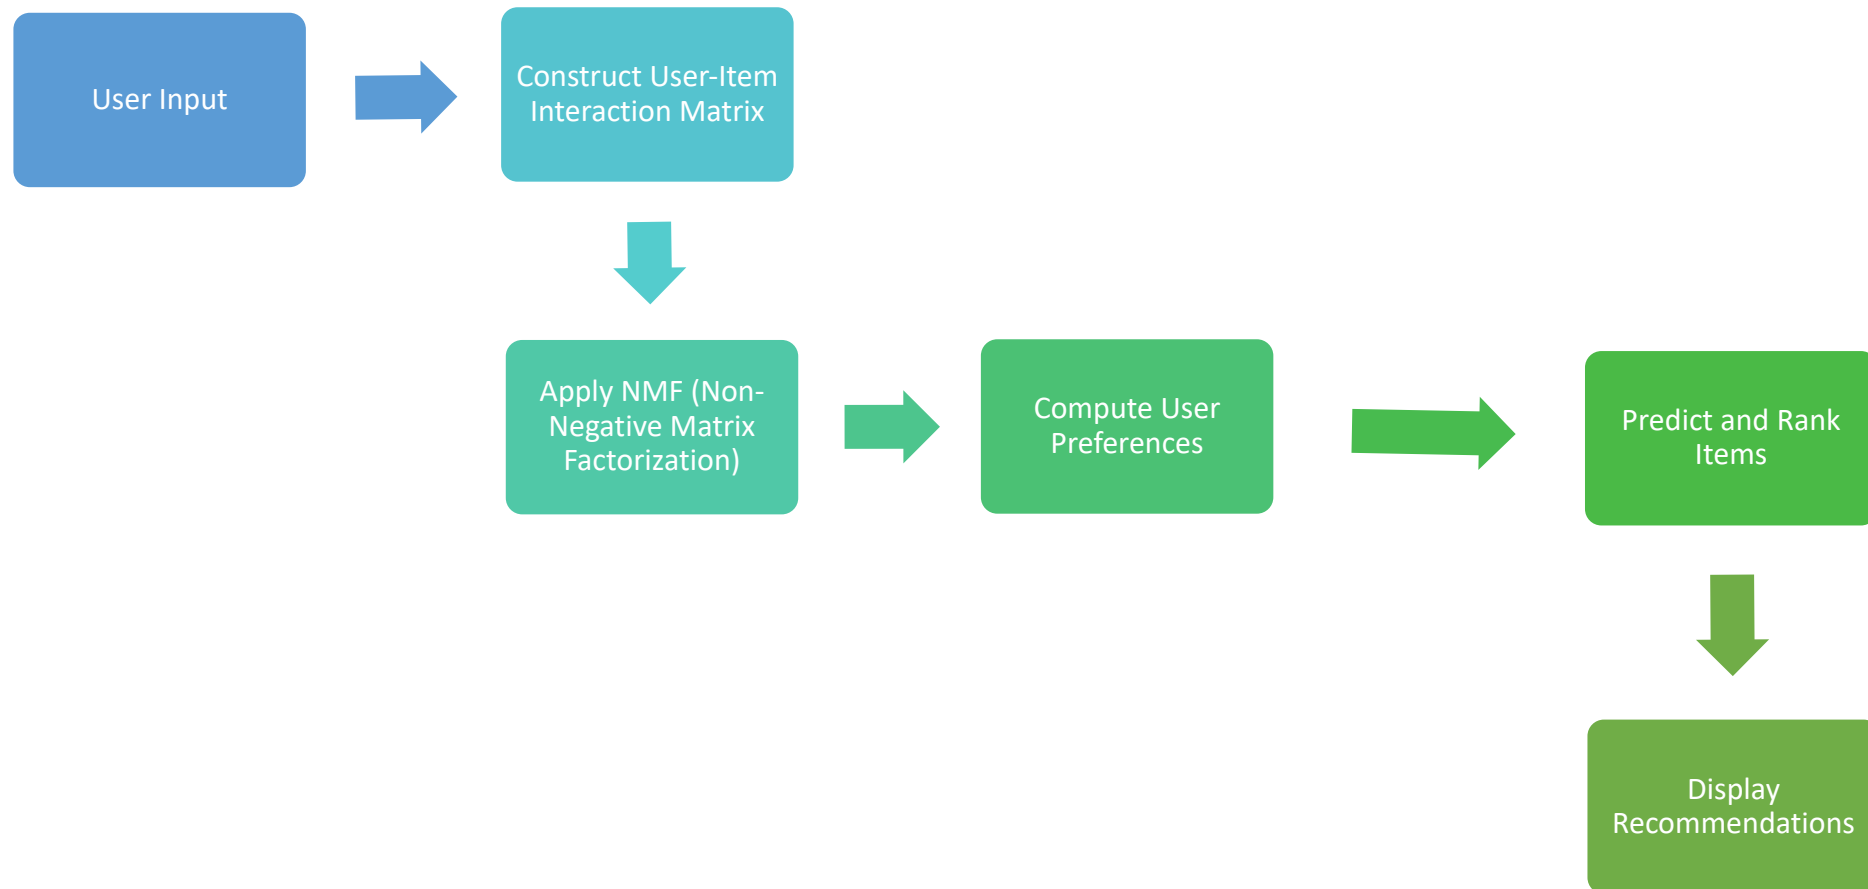 User Input
Construct User-Item
Interaction Matrix
Apply NMF (Non-
Negative Matrix
Factorization)
Compute User
Preferences
Predict and Rank
Items
Display
Recommendations